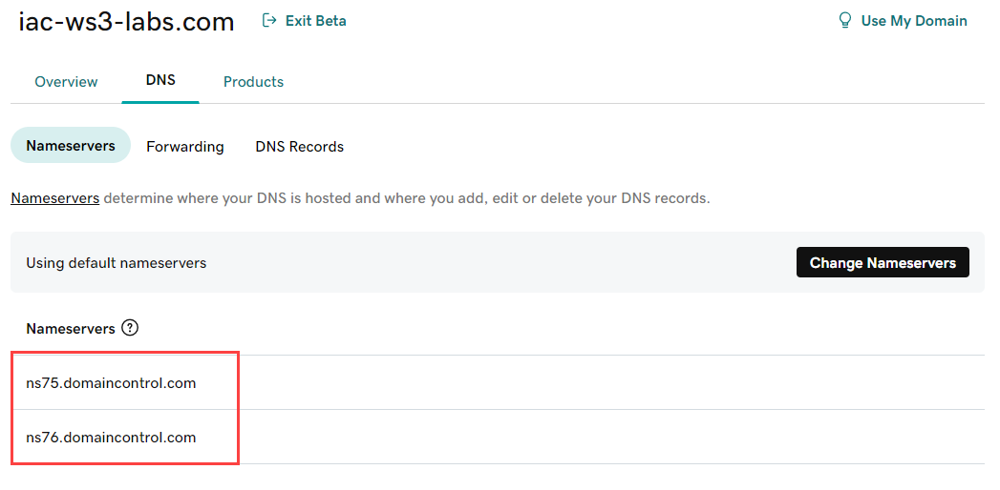 iac-ws3-labs.com Exit Beta Use My Domain
Overview DNS Products
Nameservers Forwarding DNS Records
Nameservers determine where your DNS is hosted and where you add, edit or delete your DNS records.
Using default nameservers Change Nameservers
Nameservers ?
ns75.domaincontrol.com
ns76.domaincontrol.com